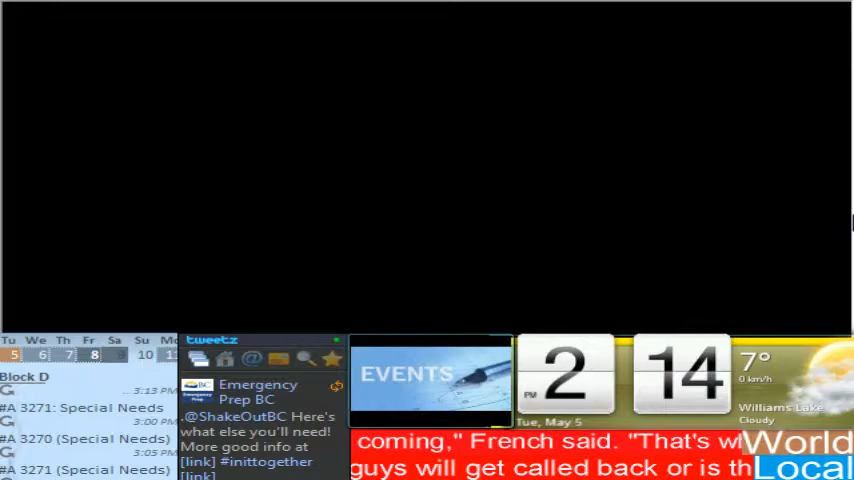 Tu We Th Fr Sa Su Mo
5 6 7 8 9 10 11
Block D
... 3:13 PM
#A 3271: Special Needs
3:00 PM
#A 3270 (Special Needs)
3:05 PM
#A 3271 (Special Needs)
tweetz
BC
Emergency
Prep BC
.@ShakeOutBC Here's
what else you'll need!
More good info at
[link] #inittogether
[link]
EVENTS
PM
2 14
Tue, May 5
7°
0 km/h
Williams Lake
Cloudy
coming," French said. "That's
guys will get called back or is th
World
Local